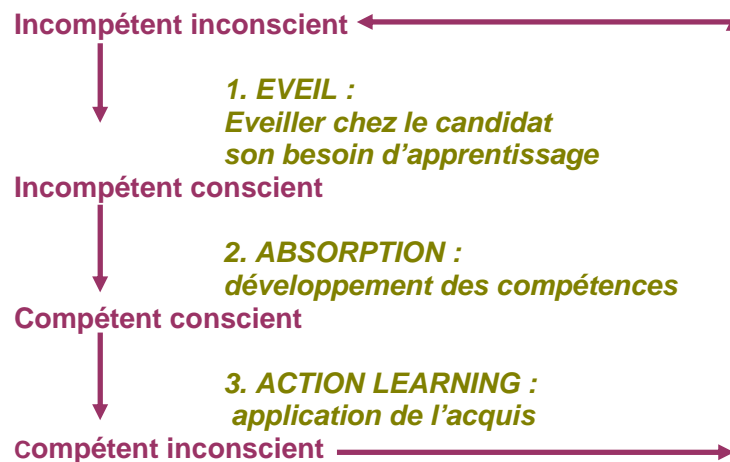 Incompétent inconscient
1. EVEIL :
Eveiller chez le candidat
son besoin d’apprentissage
Incompétent conscient
2. ABSORPTION :
développement des compétences
Compétent conscient
3. ACTION LEARNING :
application de l’acquis
Compétent inconscient